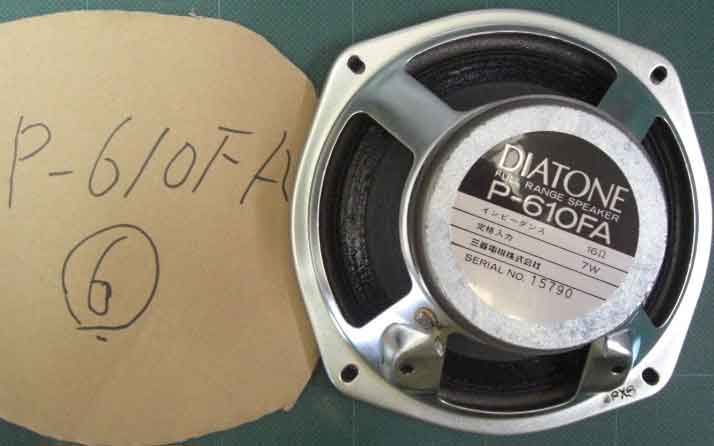 P-610FA
6
DIATONE
FULL RANGE SPEAKER
P-610FA
インピーダンス 16Ω
定格入力 7W
三菱電機株式会社
SERIAL NO. 15790